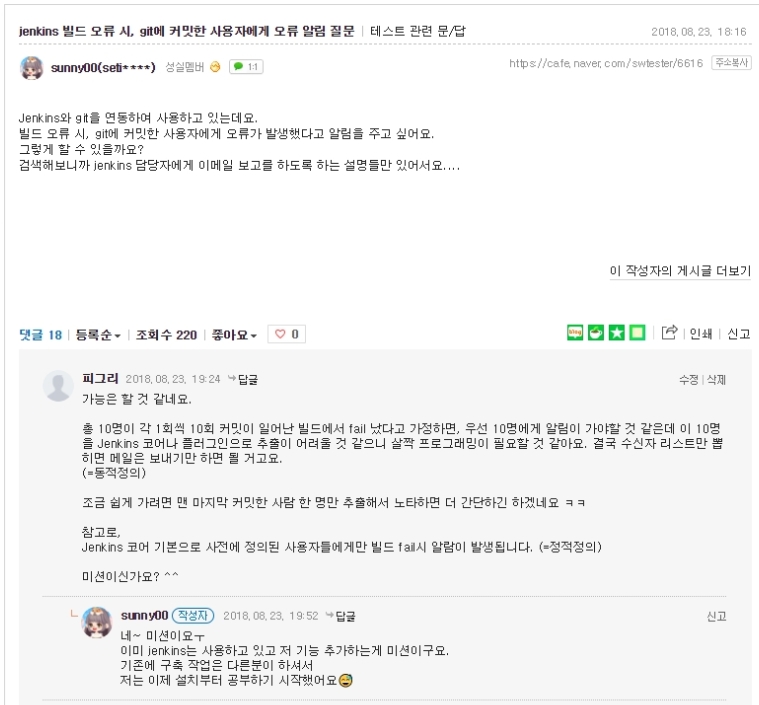 jenkins 빌드 오류 시, git에 커밋한 사용자에게 오류 알림 질문 | 테스트 관련 문/답 2018,08,23, 18:16
sunny00(seti****) 성실멤버 1:1 https://cafe,naver,com/swtester/6616 주소복사
Jenkins와 git을 연동하여 사용하고 있는데요.
빌드 오류 시, git에 커밋한 사용자에게 오류가 발생했다고 알람을 주고 싶어요.
그렇게 할 수 있을까요?
검색해보니까 jenkins 담당자에게 이메일 보고를 하도록 하는 설명들만 있어서요....
이 작성자의 게시글 더보기
댓글 18 | 등록순 | 조회수 220 | 좋아요 0 blog 인쇄 | 신고
피그리 2018,08,23, 19:24 답글 수정 | 삭제
가능은 할 것 같네요.
총 10명이 각 1회씩 10회 커밋이 일어난 빌드에서 fail 났다고 가정하면, 우선 10명에게 알람이 가야할 것 같은데 이 10명
을 Jenkins 코어나 플러그인으로 추출이 어려울 것 같으니 살짝 프로그래밍이 필요할 것 같아요. 결국 수신자 리스트만 뽑
히면 메일은 보내기만 하면 될 거고요.
(=동적정의)
조금 쉽게 가려면 맨 마지막 커밋한 사람 한 명만 추출해서 노타하면 더 간단하긴 하겠네요 ㅋㅋ
참고로,
Jenkins 코어 기본으로 사전에 정의된 사용자들에게만 빌드 fail시 알람이 발생됩니다. (=정적정의)
미션이신가요? ^^
sunny00 작성자 2018,08,23, 19:52 답글 신고
네~ 미션이요ㅜ
이미 jenkins는 사용하고 있고 저 기능 추가하는게 미션이구요.
기존에 구축 작업은 다른분이 하셔서
저는 이제 설치부터 공부하기 시작했어요😅